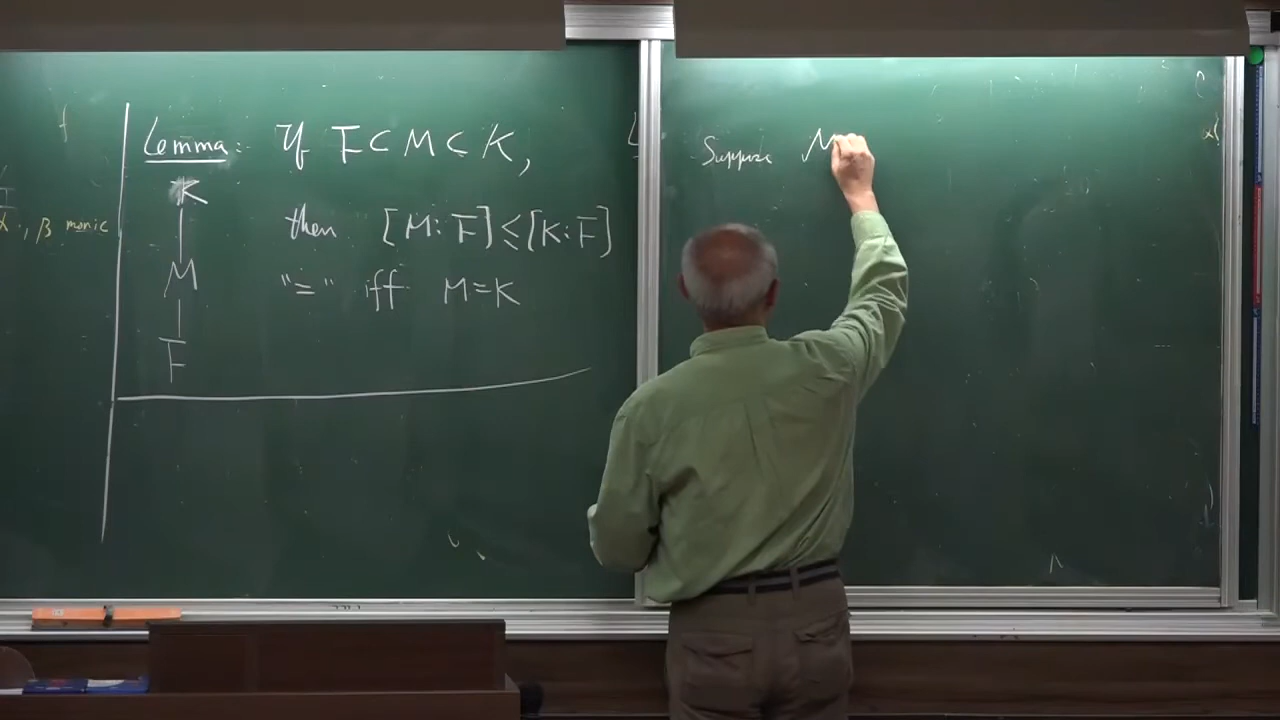 f
, β monic
Lemma: If F ⊂ M ⊂ K,
K
M
F
then [M:F] ≤ [K:F]
"=" iff M=K
Suppose M